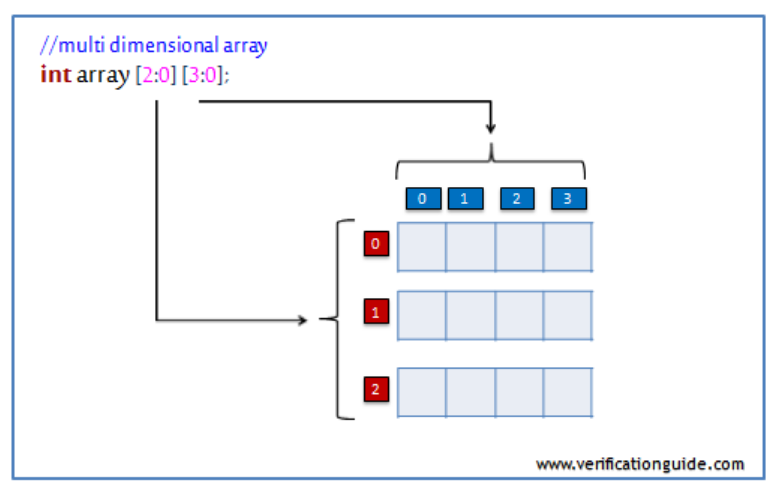 //multi dimensional array
int array [2:0] [3:0];
0 1 2 3
0
1
2
www.verificationguide.com